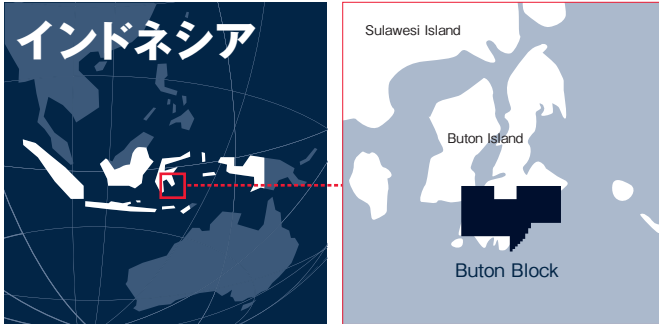 インドネシア
Sulawesi Island
Buton Island
Buton Block